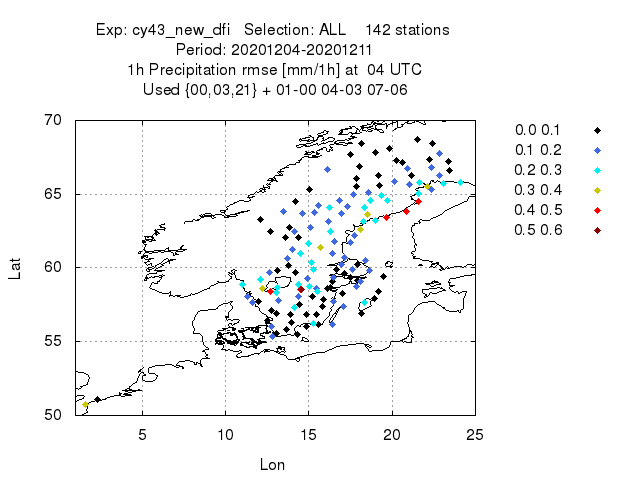 Exp: cy43_new_dfi Selection: ALL 142 stations
Period: 20201204-20201211
1h Precipitation rmse [mm/1h] at 04 UTC
Used {00,03,21} + 01-00 04-03 07-06
70
65
60
55
50
Lat
5
10
15
20
25
Lon
0.0 0.1
0.1 0.2
0.2 0.3
0.3 0.4
0.4 0.5
0.5 0.6